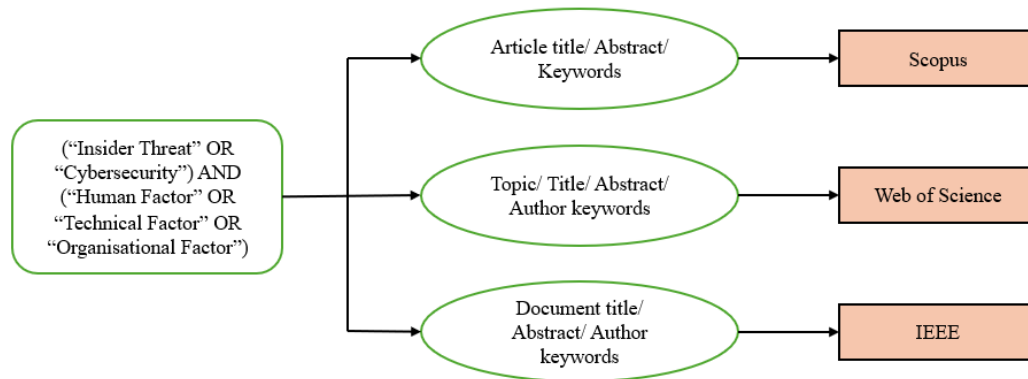 Article title/ Abstract/
Keywords
Scopus
(“Insider Threat” OR
“Cybersecurity”) AND
(“Human Factor” OR
“Technical Factor” OR
“Organisational Factor”)
Topic/ Title/ Abstract/
Author keywords
Web of Science
Document title/
Abstract/ Author
keywords
IEEE